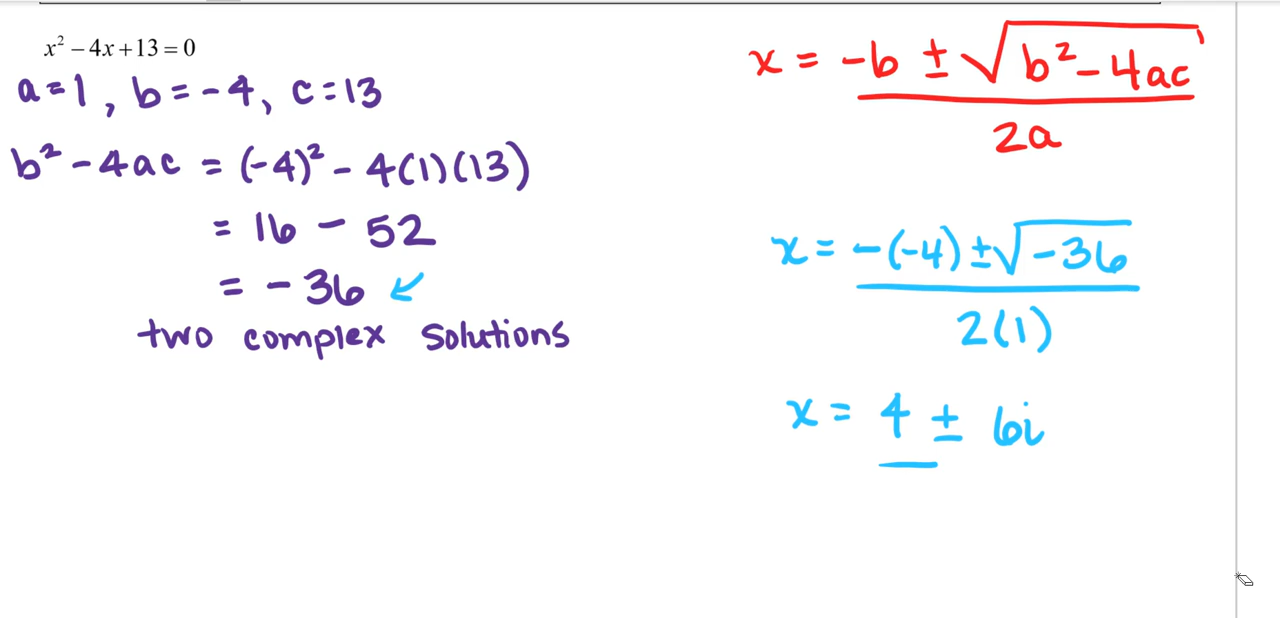 x² − 4x + 13 = 0
a = 1, b = −4, c = 13
b² − 4ac = (−4)² − 4(1)(13)
= 16 − 52
= −36 ↙
two complex solutions
x = −b ± √(b² − 4ac)
2a
x = −(−4) ± √−36
2(1)
x = 4 ± 6i